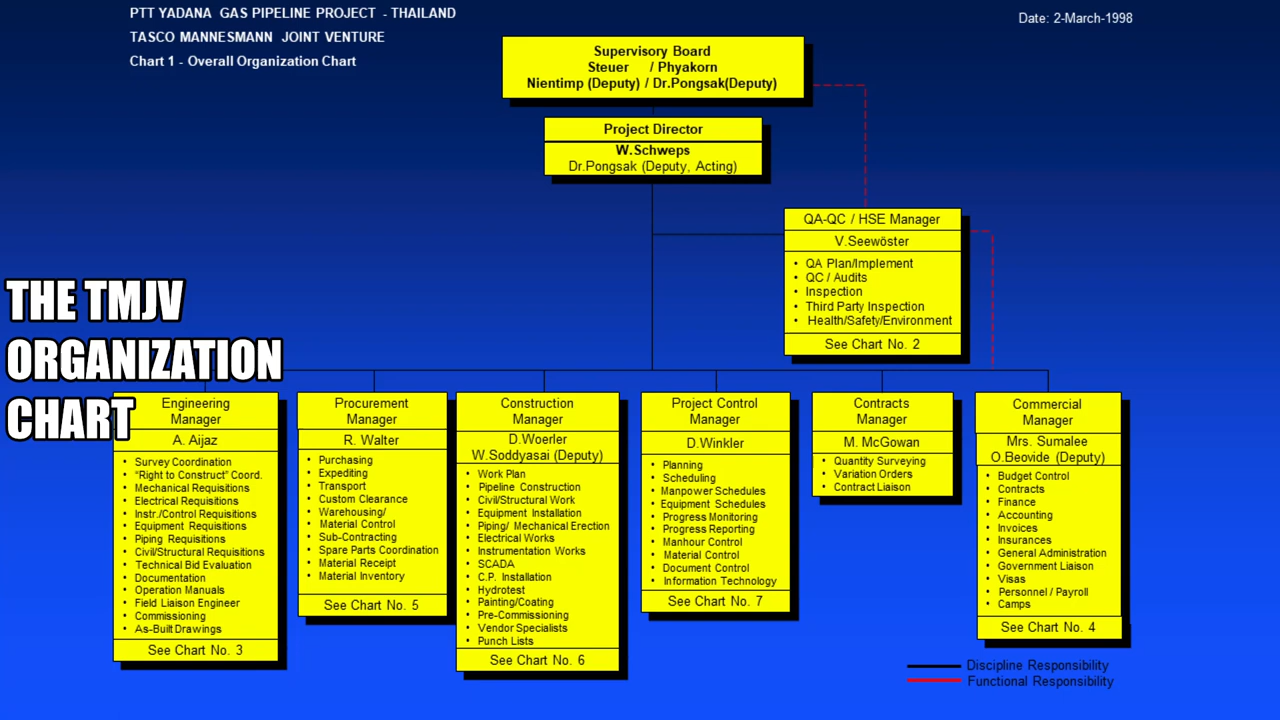 PTT YADANA GAS PIPELINE PROJECT - THAILAND
TASCO MANNESMANN JOINT VENTURE
Chart 1 - Overall Organization Chart
Date: 2-March-1998
Supervisory Board
Steuer / Phyakorn
Nientimp (Deputy) / Dr.Pongsak(Deputy)
Project Director
W.Schweps
Dr.Pongsak (Deputy, Acting)
QA-QC / HSE Manager
V.Seewöster
• QA Plan/Implement
• QC / Audits
• Inspection
• Third Party Inspection
• Health/Safety/Environment
See Chart No. 2
THE TMJV
ORGANIZATION
CHART
Engineering
Manager
A. Aijaz
• Survey Coordination
• “Right to Construct” Coord.
• Mechanical Requisitions
• Electrical Requisitions
• Instr./Control Requisitions
• Equipment Requisitions
• Piping Requisitions
• Civil/Structural Requisitions
• Technical Bid Evaluation
• Documentation
• Operation Manuals
• Field Liaison Engineer
• Commissioning
• As-Built Drawings
See Chart No. 3
Procurement
Manager
R. Walter
• Purchasing
• Expediting
• Transport
• Custom Clearance
• Warehousing/
• Material Control
• Sub-Contracting
• Spare Parts Coordination
• Material Receipt
• Material Inventory
See Chart No. 5
Construction
Manager
D.Woerler
W.Soddyasai (Deputy)
• Work Plan
• Pipeline Construction
• Civil/Structural Work
• Equipment Installation
• Piping/ Mechanical Erection
• Electrical Works
• Instrumentation Works
• SCADA
• C.P. Installation
• Hydrotest
• Painting/Coating
• Pre-Commissioning
• Vendor Specialists
• Punch Lists
See Chart No. 6
Project Control
Manager
D.Winkler
• Planning
• Scheduling
• Manpower Schedules
• Equipment Schedules
• Progress Monitoring
• Progress Reporting
• Manhour Control
• Material Control
• Document Control
• Information Technology
See Chart No. 7
Contracts
Manager
M. McGowan
• Quantity Surveying
• Variation Orders
• Contract Liaison
Commercial
Manager
Mrs. Sumalee
O.Beovide (Deputy)
• Budget Control
• Contracts
• Finance
• Accounting
• Invoices
• Insurances
• General Administration
• Government Liaison
• Visas
• Personnel / Payroll
• Camps
See Chart No. 4
Discipline Responsibility
Functional Responsibility